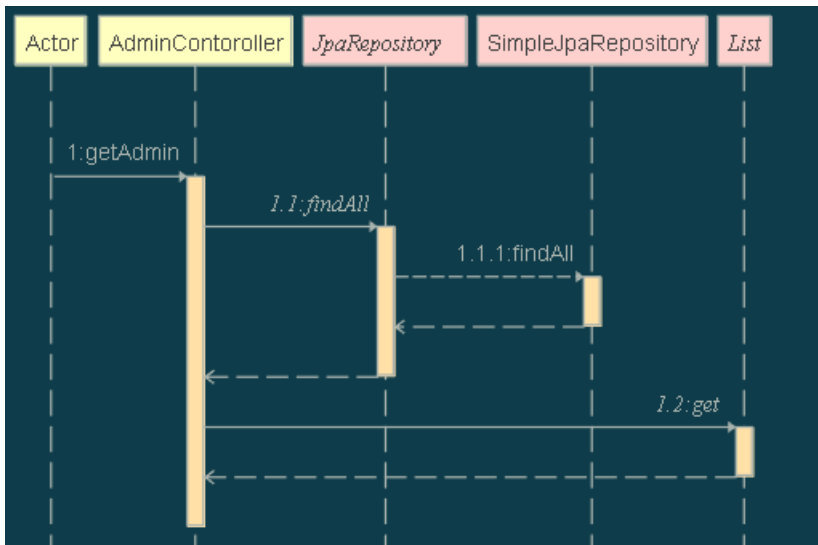 Actor
AdminContoroller
JpaRepository
SimpleJpaRepository
List
1:getAdmin
1.1:findAll
1.1.1:findAll
1.2:get